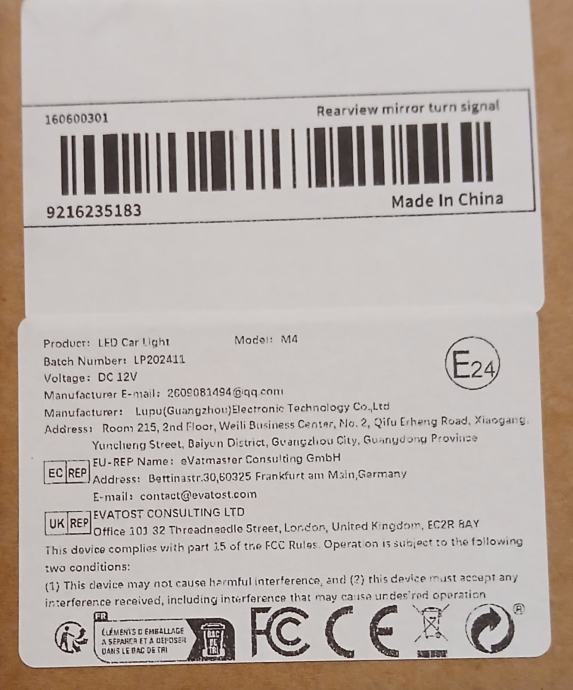 160600301 Rearview mirror turn signal
9216235183 Made In China
Product: LED Car Light Model: M4
Batch Number: LP202411
Voltage: DC 12V
E24
Manufacturer E-mail: 2609081494@qq.com
Manufacturer: Lupu(Guangzhou)Electronic Technology Co.,Ltd
Address: Room 215, 2nd Floor, Weili Business Center, No. 2, Qifu Erheng Road, Xiaogang,
Yuncheng Street, Baiyun District, Guangzhou City, Guangdong Province
EC REP EU-REP Name: eVatmaster Consulting GmbH
Address: Bettinastr.30,60325 Frankfurt am Main,Germany
E-mail: contact@evatost.com
UK REP EVATOST CONSULTING LTD
Office 101 32 Threadneedle Street, London, United Kingdom, EC2R 8AY
This device complies with part 15 of the FCC Rules. Operation is subject to the following
two conditions:
(1) This device may not cause harmful interference, and (2) this device must accept any
interference received, including interference that may cause undesired operation
FR
ÉLÉMENTS D'EMBALLAGE
À SÉPARER ET À DÉPOSER
DANS LE BAC DE TRI
BAC
DE
TRI
FC CE ®